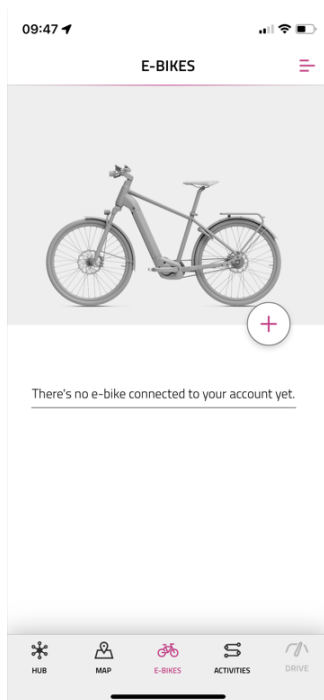 09:47
E-BIKES
There's no e-bike connected to your account yet.
HUB
MAP
E-BIKES
ACTIVITIES
DRIVE